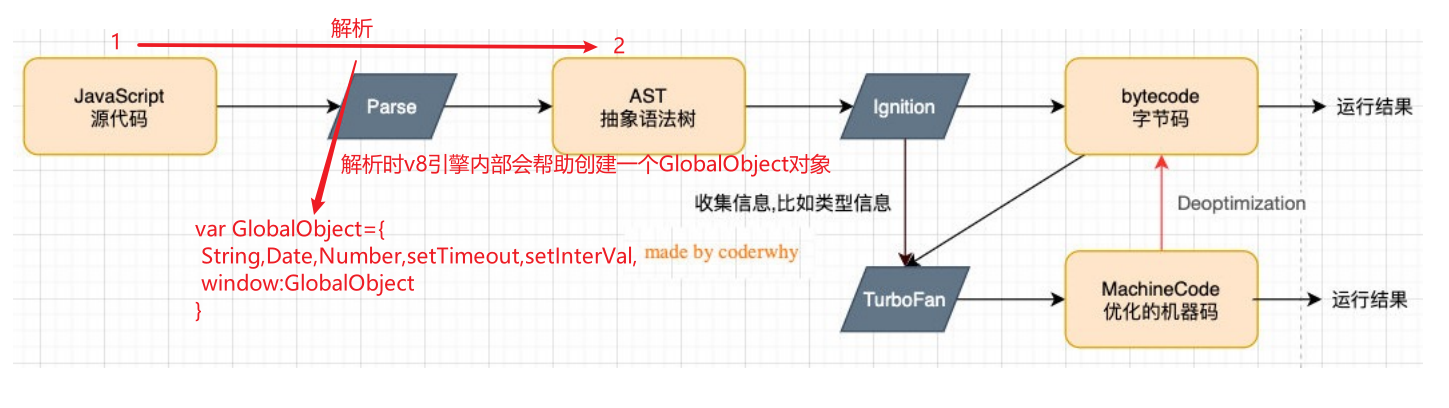 解析
1
2
JavaScript
源代码
Parse
AST
抽象语法树
Ignition
bytecode
字节码
运行结果
解析时v8引擎内部会帮助创建一个GlobalObject对象
收集信息,比如类型信息
Deoptimization
var GlobalObject={
String,Date,Number,setTimeout,setInterVal,
window:GlobalObject
}
made by coderwhy
TurboFan
MachineCode
优化的机器码
运行结果